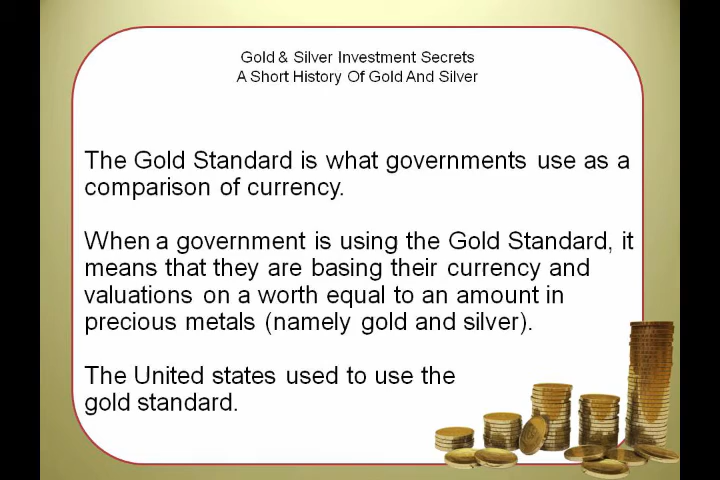 Gold & Silver Investment Secrets
A Short History Of Gold And Silver
The Gold Standard is what governments use as a
comparison of currency.
When a government is using the Gold Standard, it
means that they are basing their currency and
valuations on a worth equal to an amount in
precious metals (namely gold and silver).
The United states used to use the
gold standard.